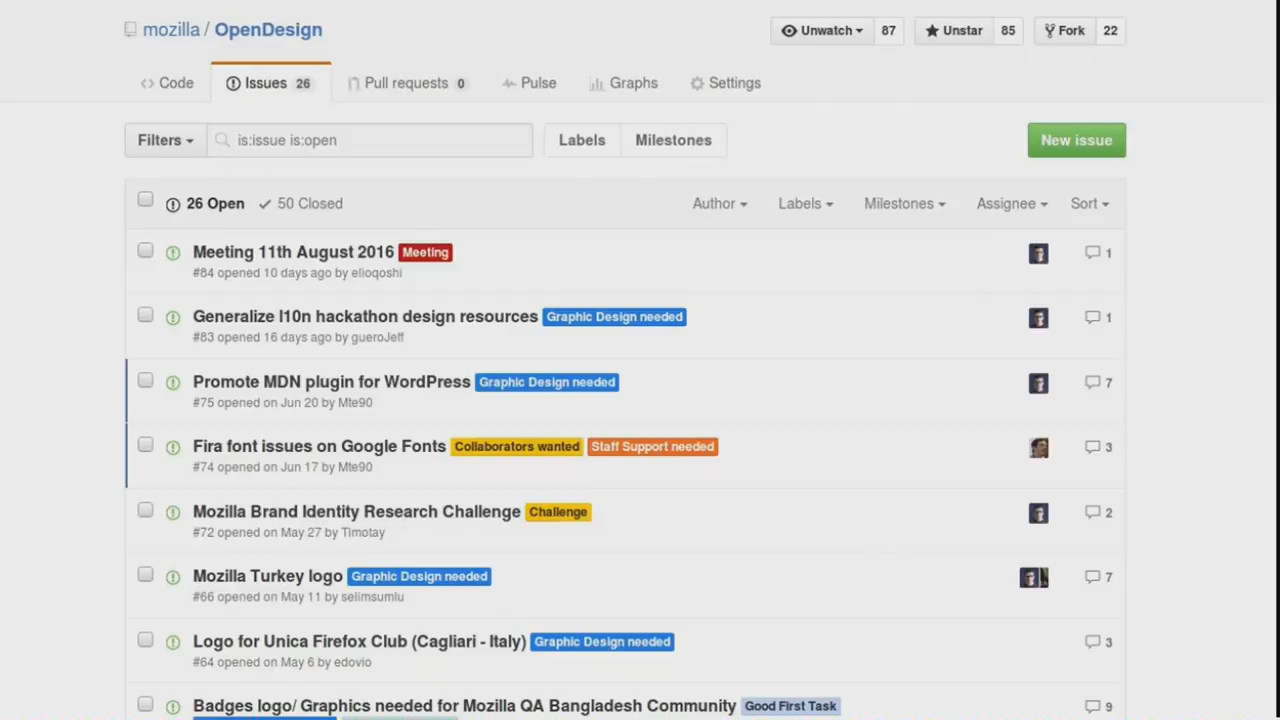 mozilla / OpenDesign Unwatch 87 Unstar 85 Fork 22
Code Issues 26 Pull requests 0 Pulse Graphs Settings
Filters is:issue is:open Labels Milestones New issue
26 Open 50 Closed Author Labels Milestones Assignee Sort
Meeting 11th August 2016 Meeting 1
#84 opened 10 days ago by elioqoshi
Generalize l10n hackathon design resources Graphic Design needed 1
#83 opened 16 days ago by gueroJeff
Promote MDN plugin for WordPress Graphic Design needed 7
#75 opened on Jun 20 by Mte90
Fira font issues on Google Fonts Collaborators wanted Staff Support needed 3
#74 opened on Jun 17 by Mte90
Mozilla Brand Identity Research Challenge Challenge 2
#72 opened on May 27 by Timotay
Mozilla Turkey logo Graphic Design needed 7
#66 opened on May 11 by selimsumlu
Logo for Unica Firefox Club (Cagliari - Italy) Graphic Design needed 3
#64 opened on May 6 by edovio
Badges logo/ Graphics needed for Mozilla QA Bangladesh Community Good First Task 9